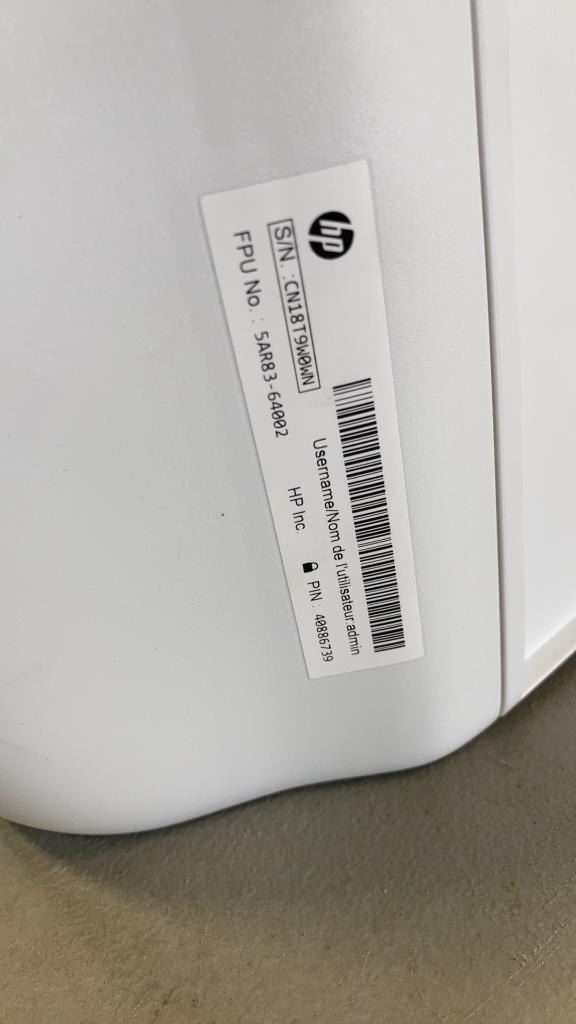 hp
S/N. :CN18T9W0WN
FPU No. : 5AR83-64002
Username/Nom de l'utilisateur:admin
HP Inc.
PIN : 40886739